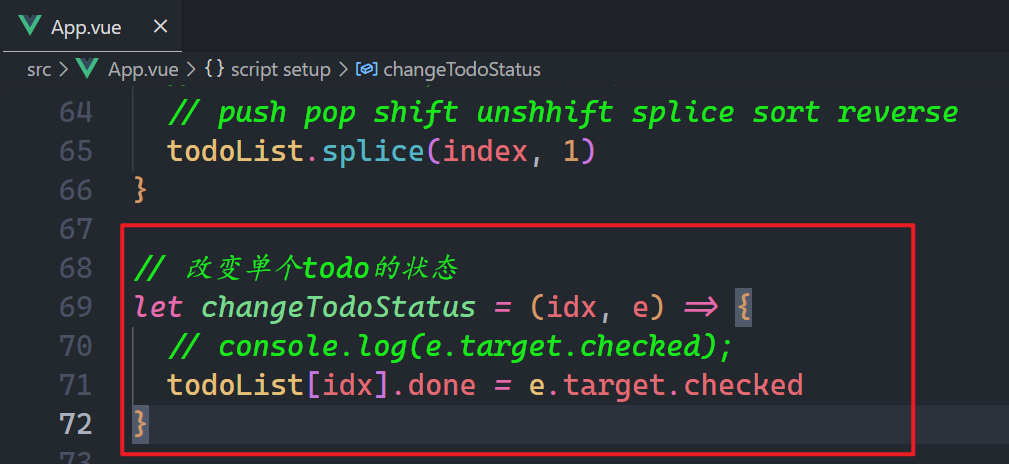 App.vue ×
src > App.vue > {} script setup > changeTodoStatus
64 // push pop shift unshhift splice sort reverse
65 todoList.splice(index, 1)
66 }
67
68 // 改变单个todo的状态
69 let changeTodoStatus = (idx, e) => {
70 // console.log(e.target.checked);
71 todoList[idx].done = e.target.checked
72 }
73